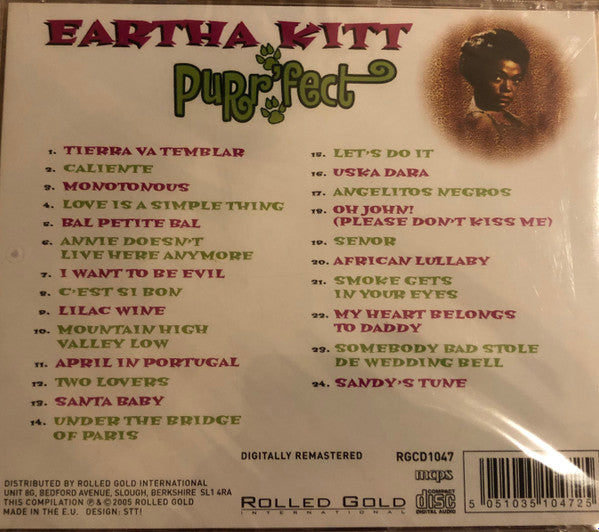 EARTHA KITT
PURR'FECT
1. TIERRA VA TEMBLAR
2. CALIENTE
3. MONOTONOUS
4. LOVE IS A SIMPLE THING
5. BAL PETITE BAL
6. ANNIE DOESN'T
LIVE HERE ANYMORE
7. I WANT TO BE EVIL
8. C'EST SI BON
9. LILAC WINE
10. MOUNTAIN HIGH
VALLEY LOW
11. APRIL IN PORTUGAL
12. TWO LOVERS
13. SANTA BABY
14. UNDER THE BRIDGE
OF PARIS
15. LET'S DO IT
16. USKA DARA
17. ANGELITOS NEGROS
18. OH JOHN!
(PLEASE DON'T KISS ME)
19. SENOR
20. AFRICAN LULLABY
21. SMOKE GETS
IN YOUR EYES
22. MY HEART BELONGS
TO DADDY
23. SOMEBODY BAD STOLE
DE WEDDING BELL
24. SANDY'S TUNE
DIGITALLY REMASTERED RGCD1047
DISTRIBUTED BY ROLLED GOLD INTERNATIONAL
UNIT 8G, BEDFORD AVENUE, SLOUGH, BERKSHIRE SL1 4RA
THIS COMPILATION ℗ & © 2005 ROLLED GOLD
MADE IN THE E.U. DESIGN: STT!
ROLLED GOLD
INTERNATIONAL
mcps
COMPACT
disc
DIGITAL AUDIO
5 051035 104725